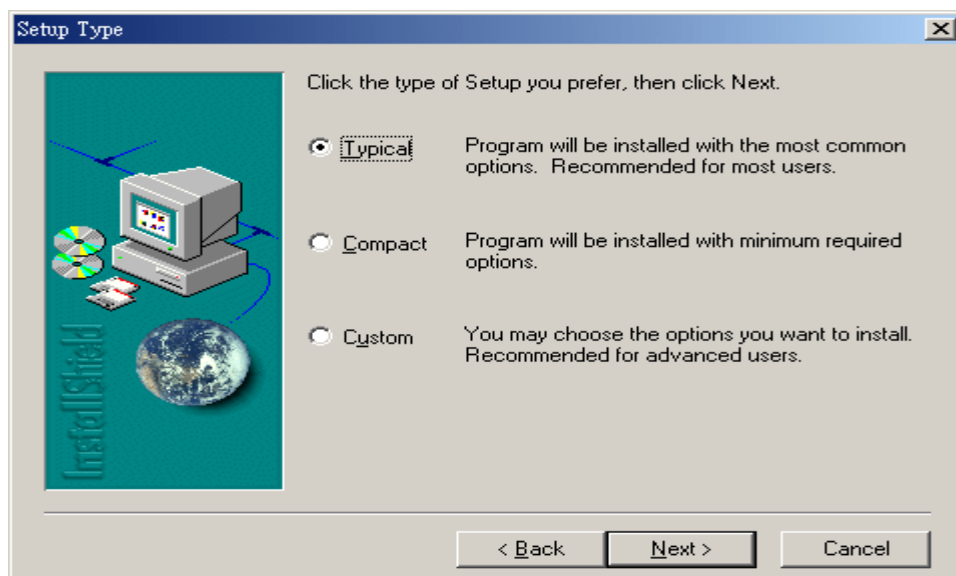 Setup Type
Click the type of Setup you prefer, then click Next.
Typical
Program will be installed with the most common
options. Recommended for most users.
Compact
Program will be installed with minimum required
options.
Custom
You may choose the options you want to install.
Recommended for advanced users.
InstallShield
< Back
Next >
Cancel